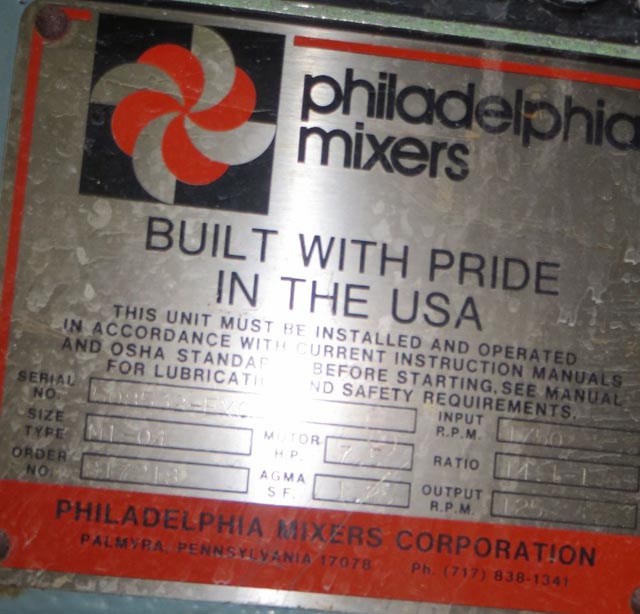 philadelphia
mixers
BUILT WITH PRIDE
IN THE USA
THIS UNIT MUST BE INSTALLED AND OPERATED
IN ACCORDANCE WITH CURRENT INSTRUCTION MANUALS
AND OSHA BEFORE STARTING, SEE MANUAL
FOR AND SAFETY REQUIREMENTS.
SERIAL NO.
INPUT R.P.M. 1750
SIZE TYPE
MOTOR H.P.
RATIO
ORDER NO.
AGMA S.F.
OUTPUT R.P.M. 125
PHILADELPHIA MIXERS CORPORATION
PALMYRA, PENNSYLVANIA 17078 Ph. (717) 838-1341